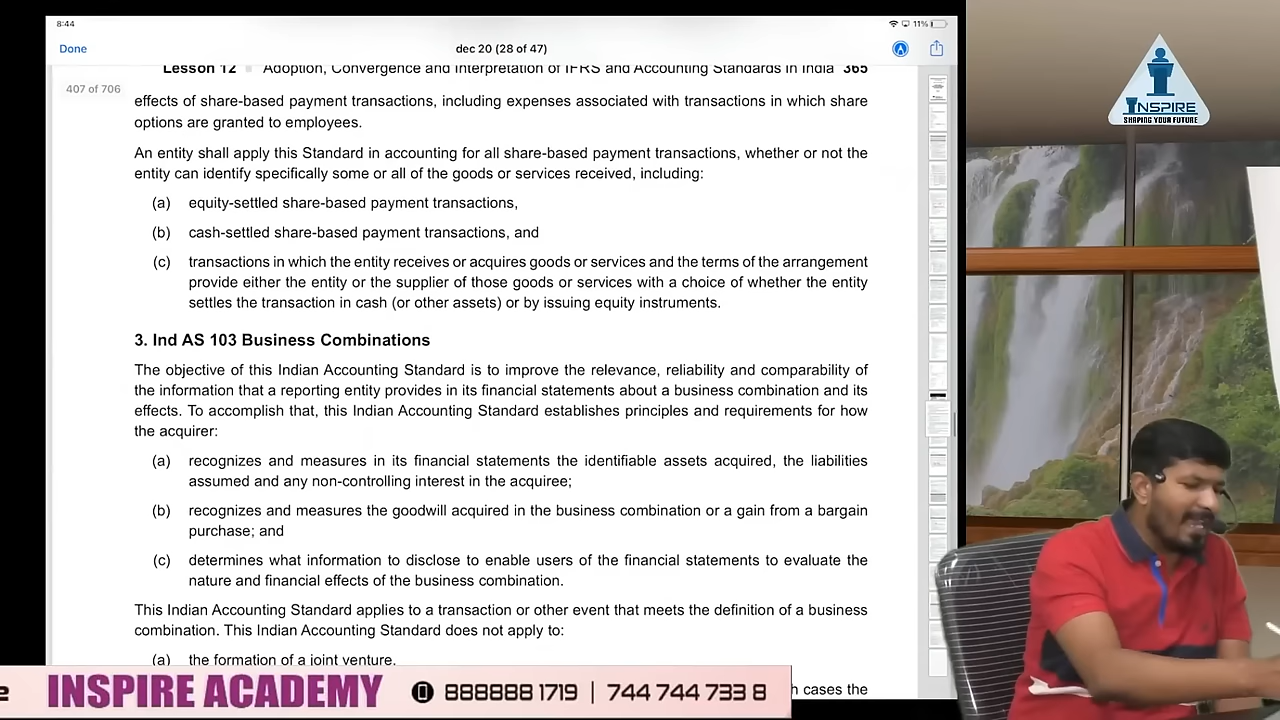 8:44
11%
Done
dec 20 (28 of 47)
Lesson 12 Adoption, Convergence and Interpretation of IFRS and Accounting Standards in India 365
407 of 706
effects of share-based payment transactions, including expenses associated with transactions in which share
options are granted to employees.
An entity shall apply this Standard in accounting for all share-based payment transactions, whether or not the
entity can identify specifically some or all of the goods or services received, including:
(a) equity-settled share-based payment transactions,
(b) cash-settled share-based payment transactions, and
(c) transactions in which the entity receives or acquires goods or services and the terms of the arrangement
provide either the entity or the supplier of those goods or services with a choice of whether the entity
settles the transaction in cash (or other assets) or by issuing equity instruments.
3. Ind AS 103 Business Combinations
The objective of this Indian Accounting Standard is to improve the relevance, reliability and comparability of
the information that a reporting entity provides in its financial statements about a business combination and its
effects. To accomplish that, this Indian Accounting Standard establishes principles and requirements for how
the acquirer:
(a) recognizes and measures in its financial statements the identifiable assets acquired, the liabilities
assumed and any non-controlling interest in the acquiree;
(b) recognizes and measures the goodwill acquired in the business combination or a gain from a bargain
purchase; and
(c) determines what information to disclose to enable users of the financial statements to evaluate the
nature and financial effects of the business combination.
This Indian Accounting Standard applies to a transaction or other event that meets the definition of a business
combination. This Indian Accounting Standard does not apply to:
(a) the formation of a joint venture.
h cases the
e INSPIRE ACADEMY 888880 1719 | 744 744 733 8
INSPIRE
SHAPING YOUR FUTURE